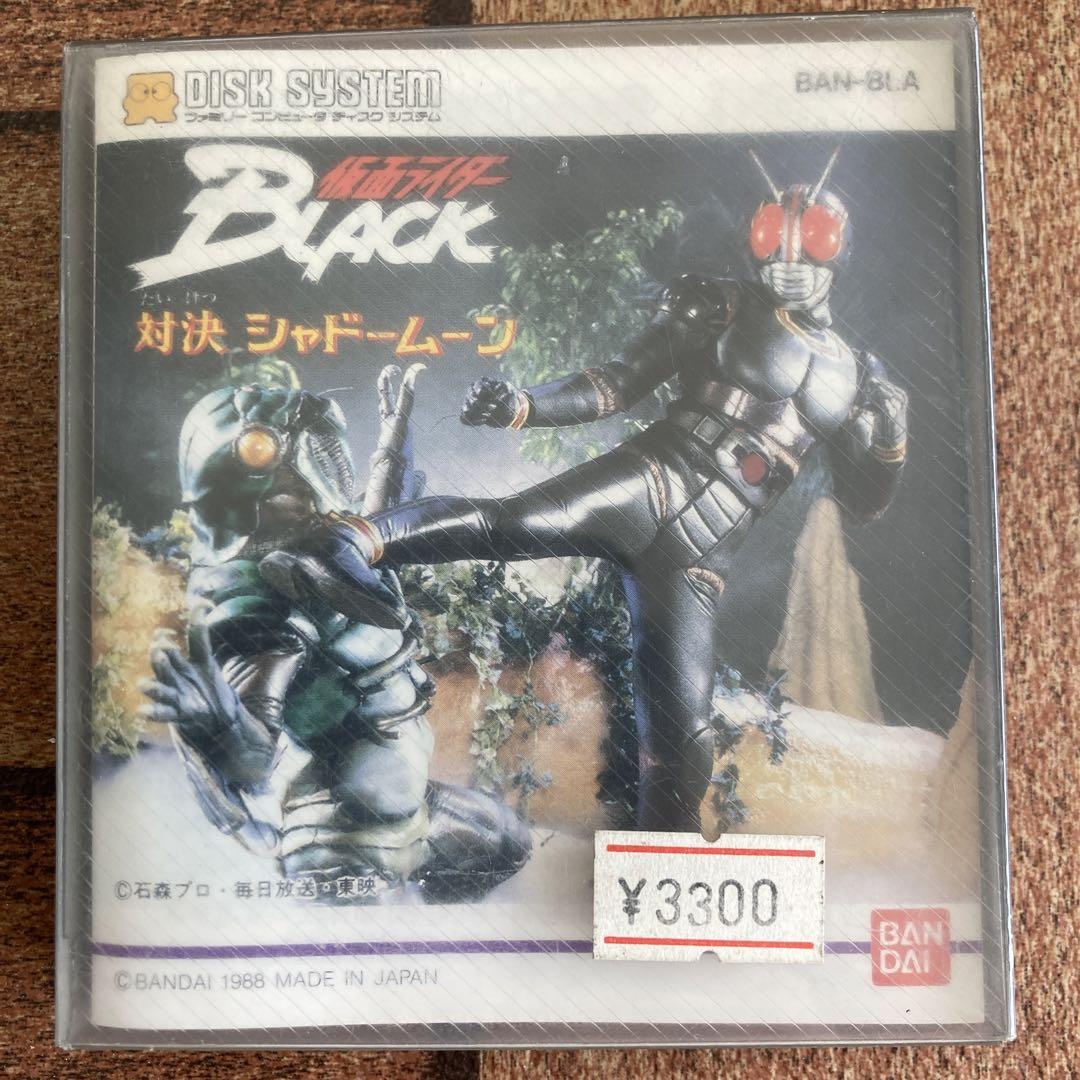 DISK SYSTEM
ファミリー コンピュータ ディスク システム
BAN-BLA
仮面ライダー
BLACK
たい けつ
対決 シャドームーン
©石森プロ・毎日放送・東映
¥3300
BAN
DAI
©BANDAI 1988 MADE IN JAPAN